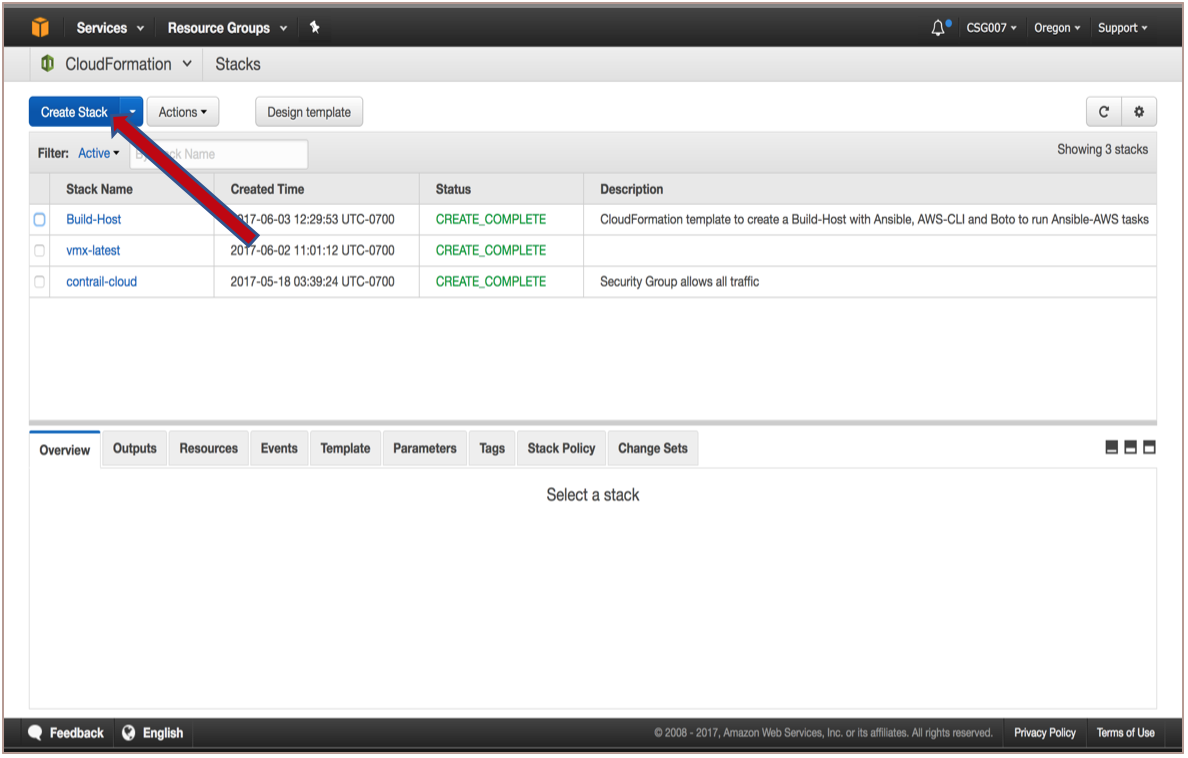 Services Resource Groups CSG007 Oregon Support
CloudFormation Stacks
Create Stack Actions Design template
Filter: Active Name
Showing 3 stacks
Stack Name Created Time Status Description
Build-Host 2017-06-03 12:29:53 UTC-0700 CREATE_COMPLETE CloudFormation template to create a Build-Host with Ansible, AWS-CLI and Boto to run Ansible-AWS tasks
vmx-latest 2017-06-02 11:01:12 UTC-0700 CREATE_COMPLETE
contrail-cloud 2017-05-18 03:39:24 UTC-0700 CREATE_COMPLETE Security Group allows all traffic
Overview Outputs Resources Events Template Parameters Tags Stack Policy Change Sets
Select a stack
Feedback English © 2008 - 2017, Amazon Web Services, Inc. or its affiliates. All rights reserved. Privacy Policy Terms of Use